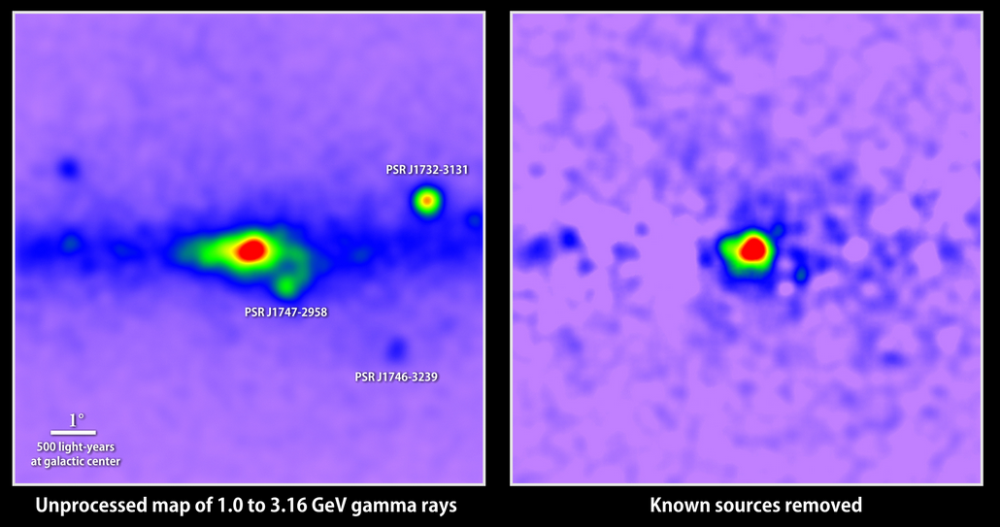 PSR J1732-3131
PSR J1747-2958
PSR J1746-3239
1°
500 light-years
at galactic center
Unprocessed map of 1.0 to 3.16 GeV gamma rays
Known sources removed